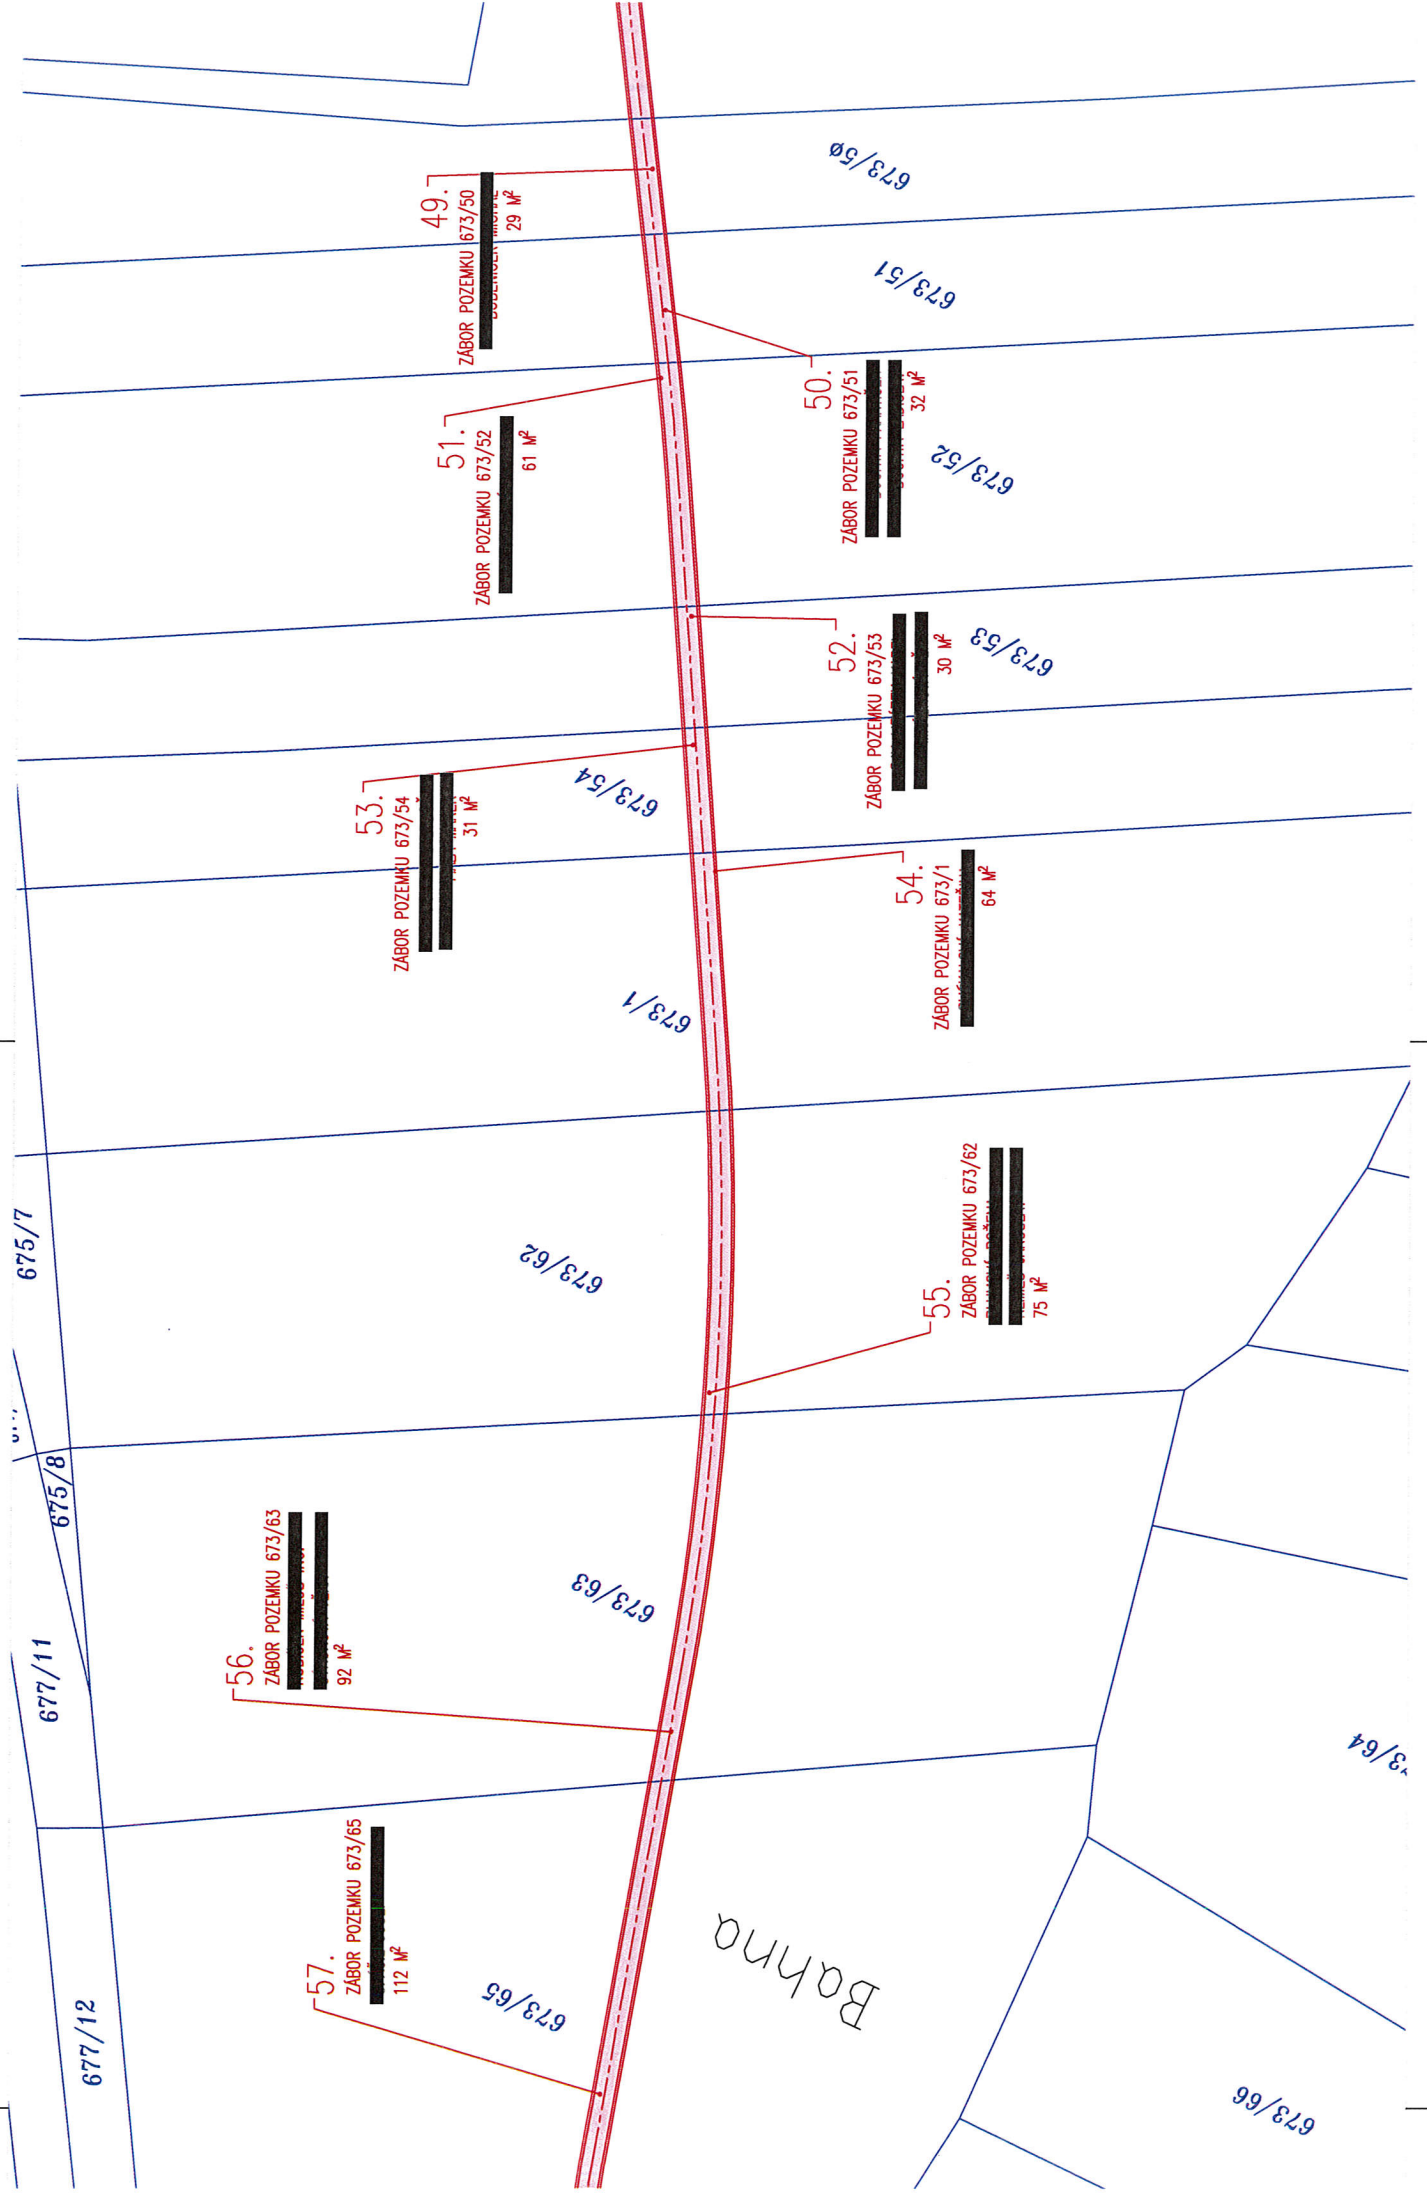 49.
ZÁBOR POZEMKU 673/50
29 M²
50.
ZÁBOR POZEMKU 673/51
32 M²
51.
ZÁBOR POZEMKU 673/52
61 M²
52.
ZÁBOR POZEMKU 673/53
30 M²
53.
ZÁBOR POZEMKU 673/54
31 M²
54.
ZÁBOR POZEMKU 673/1
64 M²
55.
ZÁBOR POZEMKU 673/62
75 M²
56.
ZÁBOR POZEMKU 673/63
92 M²
57.
ZÁBOR POZEMKU 673/65
112 M²
673/50
673/51
673/52
673/53
673/54
673/1
673/62
673/63
673/65
3/64
673/66
675/7
675/8
677/11
677/12
Bahna